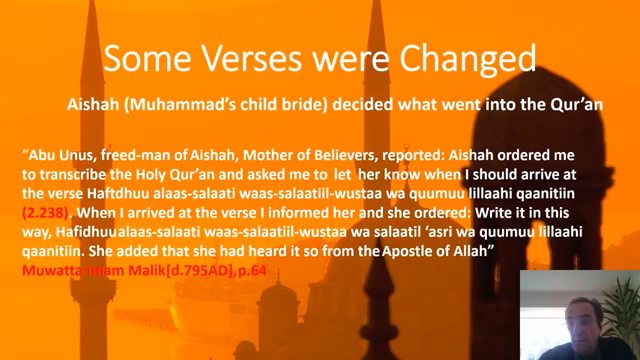 Some Verses were Changed
Aishah (Muhammad's child bride) decided what went into the Qur'an
"Abu Unus, freed-man of Aishah, Mother of Believers, reported: Aishah ordered me
to transcribe the Holy Qur'an and asked me to let her know when I should arrive at
the verse Haftdhuu alaas-salaati waas-salaatiil-wustaa wa quumuu lillaahi qaanitiin
(2.238). When I arrived at the verse I informed her and she ordered: Write it in this
way, Hafidhuu alaas-salaati waas-salaatiil-wustaa wa salaatil 'asri wa quumuu lillaahi
qaanitiin. She added that she had heard it so from the Apostle of Allah"
Muwatta Imam Malik[d.795AD],p.64